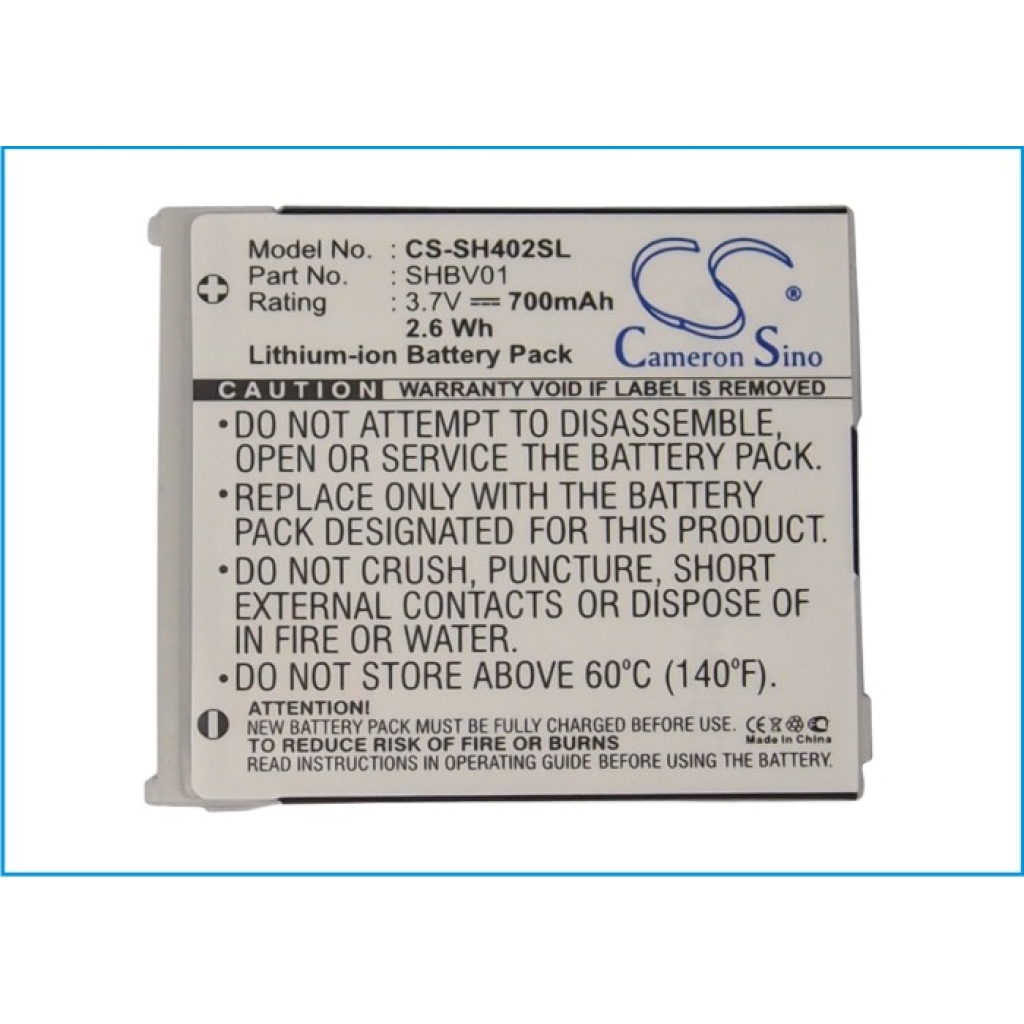 Model No. : CS-SH402SL
Part No. : SHBV01
Rating : 3.7V 700mAh
2.6 Wh
Lithium-ion Battery Pack
CS ®
Cameron Sino
CAUTION WARRANTY VOID IF LABEL IS REMOVED
•DO NOT ATTEMPT TO DISASSEMBLE,
OPEN OR SERVICE THE BATTERY PACK.
•REPLACE ONLY WITH THE BATTERY
PACK DESIGNATED FOR THIS PRODUCT.
•DO NOT CRUSH, PUNCTURE, SHORT
EXTERNAL CONTACTS OR DISPOSE OF
IN FIRE OR WATER.
•DO NOT STORE ABOVE 60ºC (140ºF).
ATTENTION!
NEW BATTERY PACK MUST BE FULLY CHARGED BEFORE USE.
TO REDUCE RISK OF FIRE OR BURNS
READ INSTRUCTIONS IN OPERATING GUIDE BEFORE USING THE BATTERY.
CE
Made In China